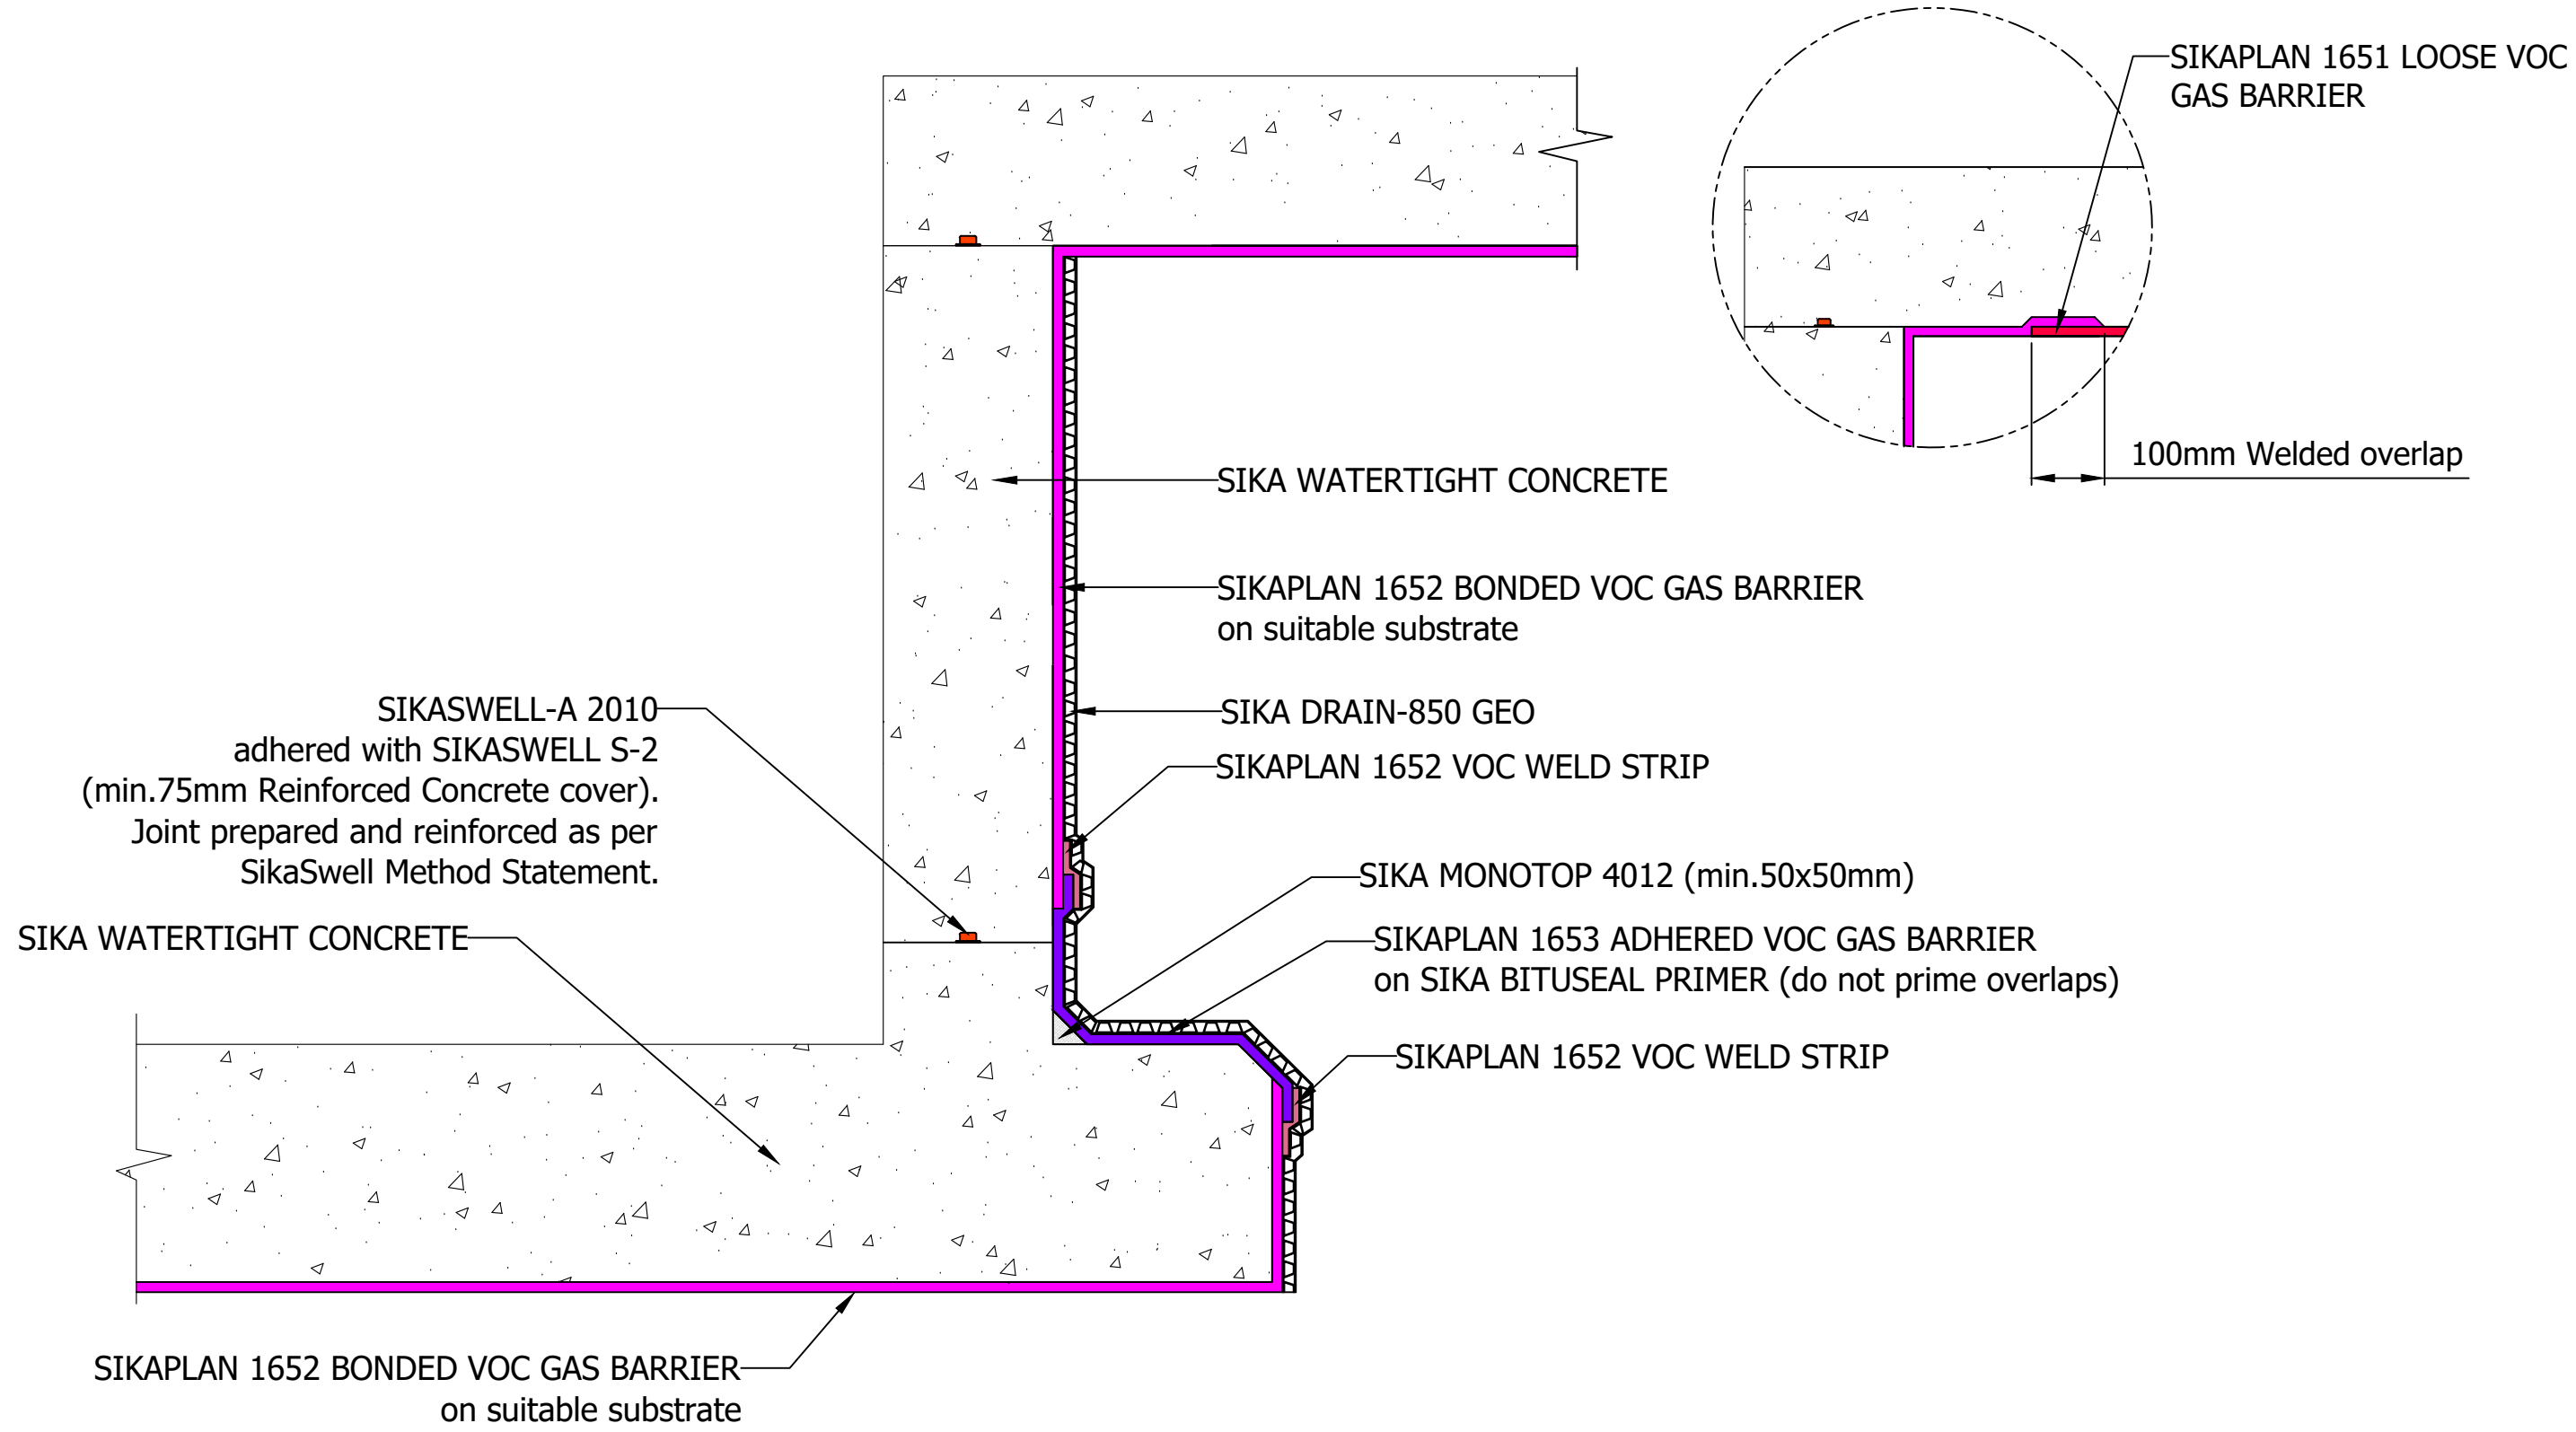 SIKAPLAN 1651 LOOSE VOC
GAS BARRIER
100mm Welded overlap
SIKA WATERTIGHT CONCRETE
SIKAPLAN 1652 BONDED VOC GAS BARRIER
on suitable substrate
SIKASWELL-A 2010
adhered with SIKASWELL S-2
(min.75mm Reinforced Concrete cover).
Joint prepared and reinforced as per
SikaSwell Method Statement.
SIKA DRAIN-850 GEO
SIKAPLAN 1652 VOC WELD STRIP
SIKA MONOTOP 4012 (min.50x50mm)
SIKA WATERTIGHT CONCRETE
SIKAPLAN 1653 ADHERED VOC GAS BARRIER
on SIKA BITUSEAL PRIMER (do not prime overlaps)
SIKAPLAN 1652 VOC WELD STRIP
SIKAPLAN 1652 BONDED VOC GAS BARRIER
on suitable substrate